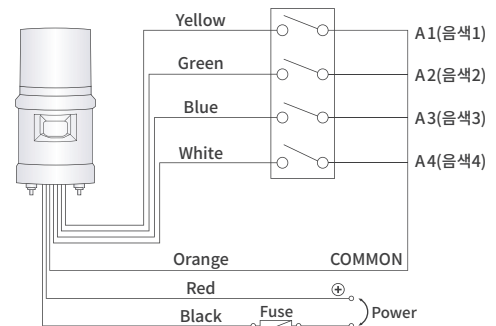 Yellow A1(음색1)
Green A2(음색2)
Blue A3(음색3)
White A4(음색4)
Orange COMMON
Red ⊕
Black Fuse Power